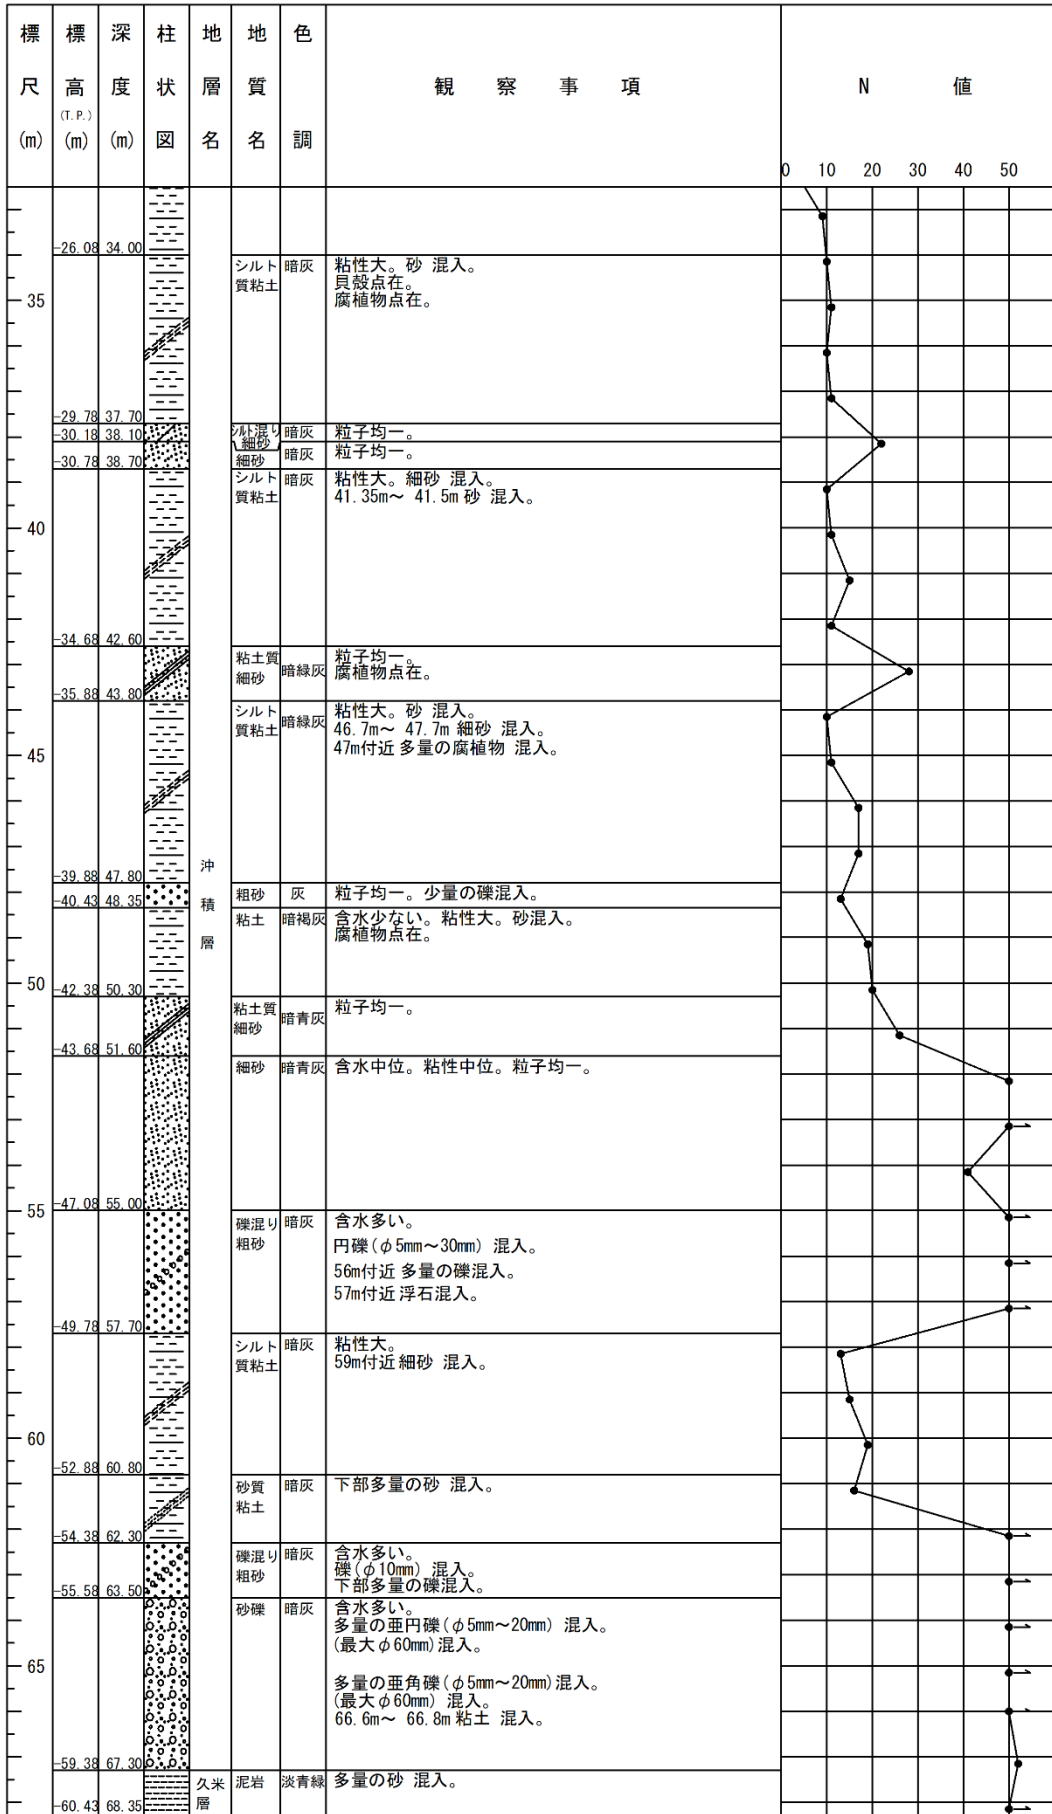 標尺(m)
標高(T.P.)(m)
深度(m)
柱状図
地層名
地質名
色調
観察事項
N値
0 10 20 30 40 50
-26.08 34.00
シルト質粘土 暗灰 粘性大。砂 混入。
貝殻点在。
腐植物点在。
35
-29.78 37.70
シルト混り細砂 暗灰 粒子均一。
-30.18 38.10
細砂 暗灰 粒子均一。
-30.78 38.70
シルト質粘土 暗灰 粘性大。細砂 混入。
41.35m～ 41.5m 砂 混入。
40
-34.68 42.60
粘土質細砂 暗緑灰 粒子均一。
腐植物点在。
-35.88 43.80
シルト質粘土 暗緑灰 粘性大。砂 混入。
46.7m～ 47.7m 細砂 混入。
47m付近 多量の腐植物 混入。
45
沖積層
-39.88 47.80
粗砂 灰 粒子均一。少量の礫混入。
-40.43 48.35
粘土 暗褐灰 含水少ない。粘性大。砂混入。
腐植物点在。
50
-42.38 50.30
粘土質細砂 暗青灰 粒子均一。
-43.68 51.60
細砂 暗青灰 含水中位。粘性中位。粒子均一。
-47.08 55.00
55
礫混り粗砂 暗灰 含水多い。
円礫(φ5mm～30mm) 混入。
56m付近 多量の礫混入。
57m付近 浮石混入。
-49.78 57.70
シルト質粘土 暗灰 粘性大。
59m付近 細砂 混入。
60
-52.88 60.80
砂質粘土 暗灰 下部多量の砂 混入。
-54.38 62.30
礫混り粗砂 暗灰 含水多い。
礫(φ10mm) 混入。
下部多量の礫混入。
-55.58 63.50
砂礫 暗灰 含水多い。
多量の亜円礫(φ5mm～20mm) 混入。
(最大φ60mm)混入。
65
多量の亜角礫(φ5mm～20mm)混入。
(最大φ60mm) 混入。
66.6m～ 66.8m 粘土 混入。
-59.38 67.30
久米層 泥岩 淡青緑 多量の砂 混入。
-60.43 68.35